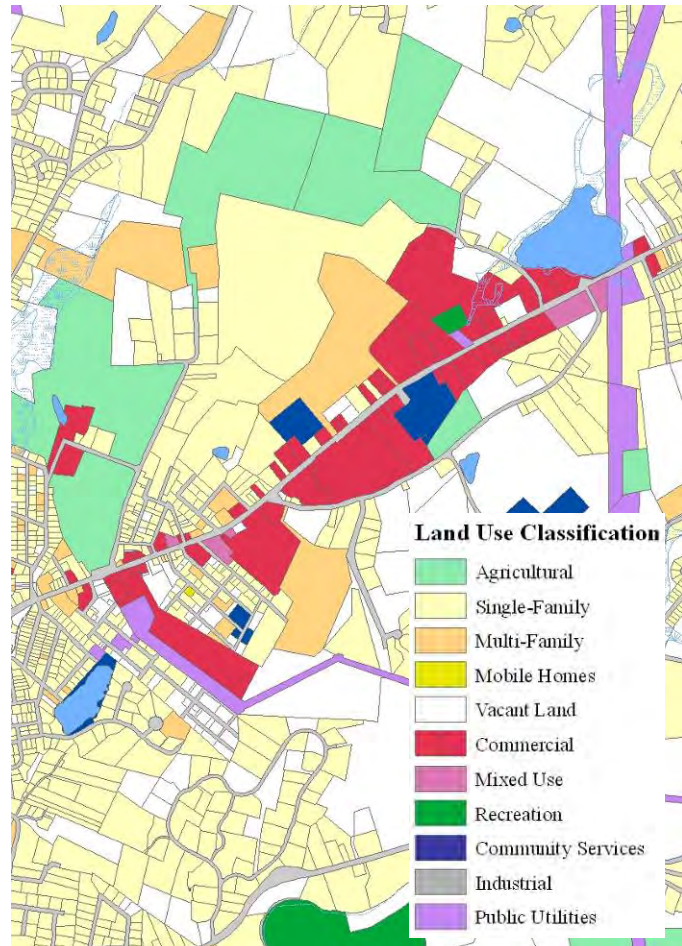 Land Use Classification
Agricultural
Single-Family
Multi-Family
Mobile Homes
Vacant Land
Commercial
Mixed Use
Recreation
Community Services
Industrial
Public Utilities